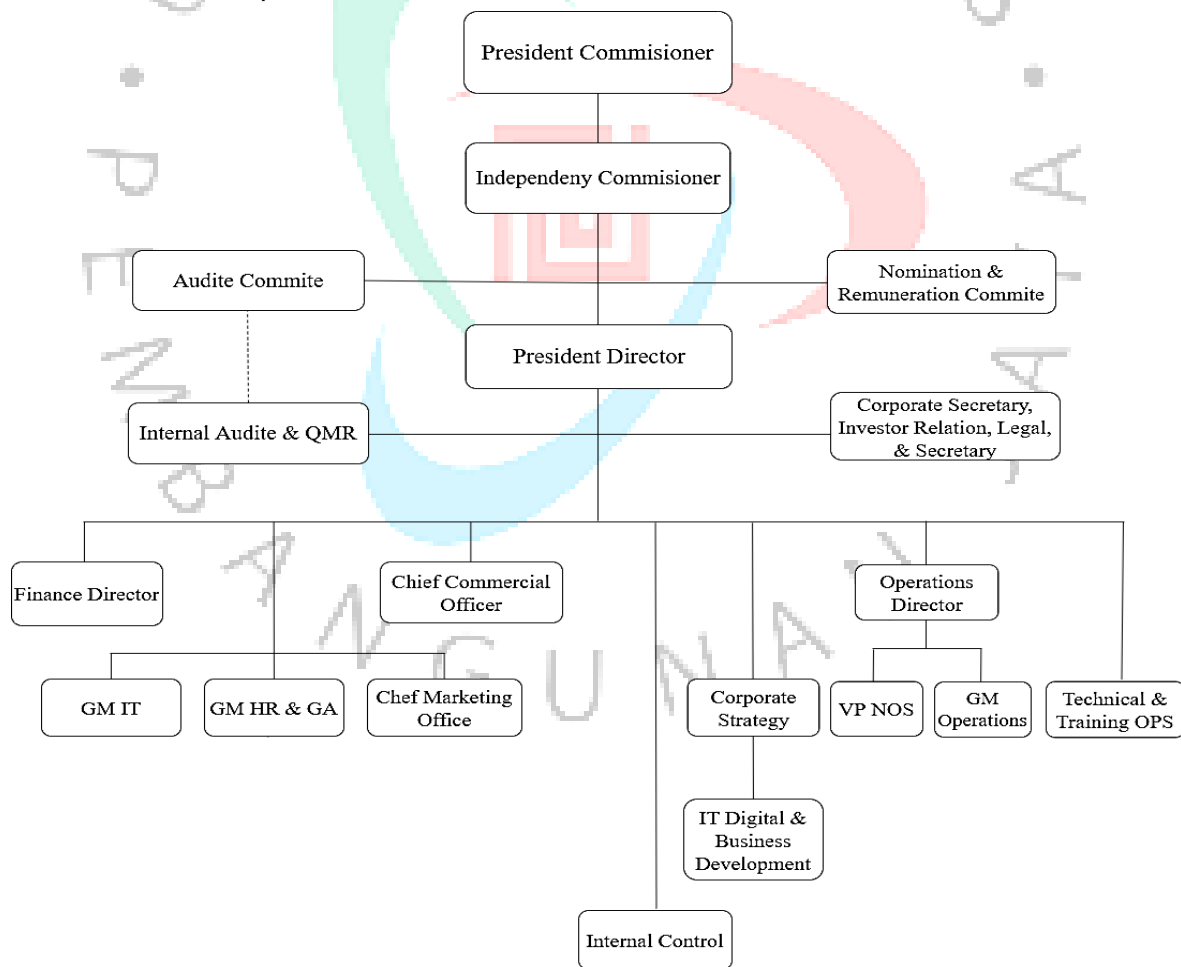 President Commisioner
Independeny Commisioner
Audite Commite
Nomination &
Remuneration Commite
President Director
Internal Audite & QMR
Corporate Secretary,
Investor Relation, Legal,
& Secretary
Finance Director
Chief Commercial
Officer
Operations
Director
GM IT
GM HR & GA
Chef Marketing
Office
Corporate
Strategy
VP NOS
GM
Operations
Technical &
Training OPS
IT Digital &
Business
Development
Internal Control